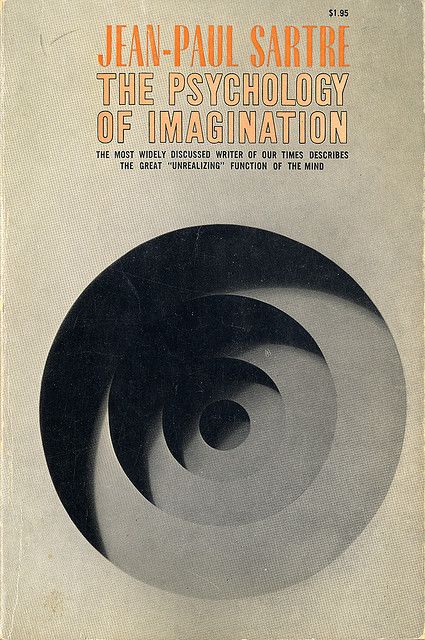 $1.95
JEAN-PAUL SARTRE
THE PSYCHOLOGY
OF IMAGINATION
THE MOST WIDELY DISCUSSED WRITER OF OUR TIMES DESCRIBES
THE GREAT "UNREALIZING" FUNCTION OF THE MIND